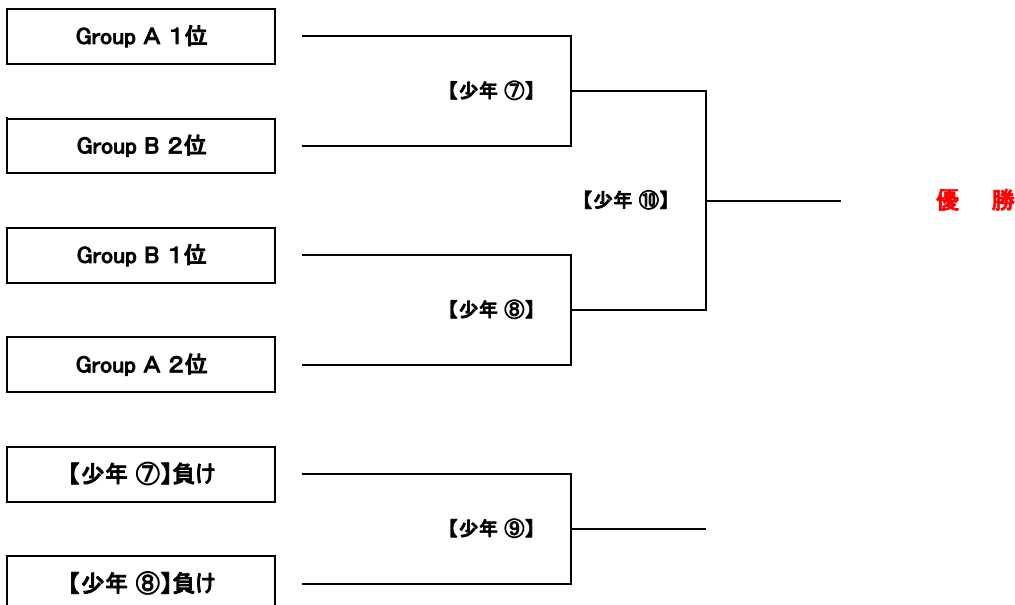 Group A 1位
【少年 ⑦】
Group B 2位
【少年 ⑩】
優 勝
Group B 1位
【少年 ⑧】
Group A 2位
【少年 ⑦】負け
【少年 ⑨】
【少年 ⑧】負け